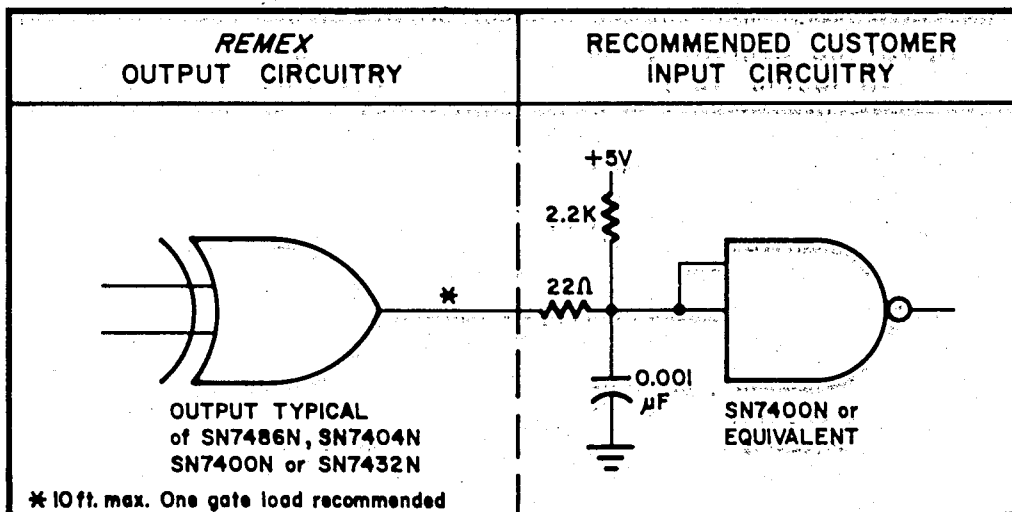 REMEX
OUTPUT CIRCUITRY
RECOMMENDED CUSTOMER
INPUT CIRCUITRY
+5V
2.2K
22Ω
*
0.001
µF
OUTPUT TYPICAL
of SN7486N, SN7404N
SN7400N or SN7432N
SN7400N or
EQUIVALENT
* 10 ft. max. One gate load recommended